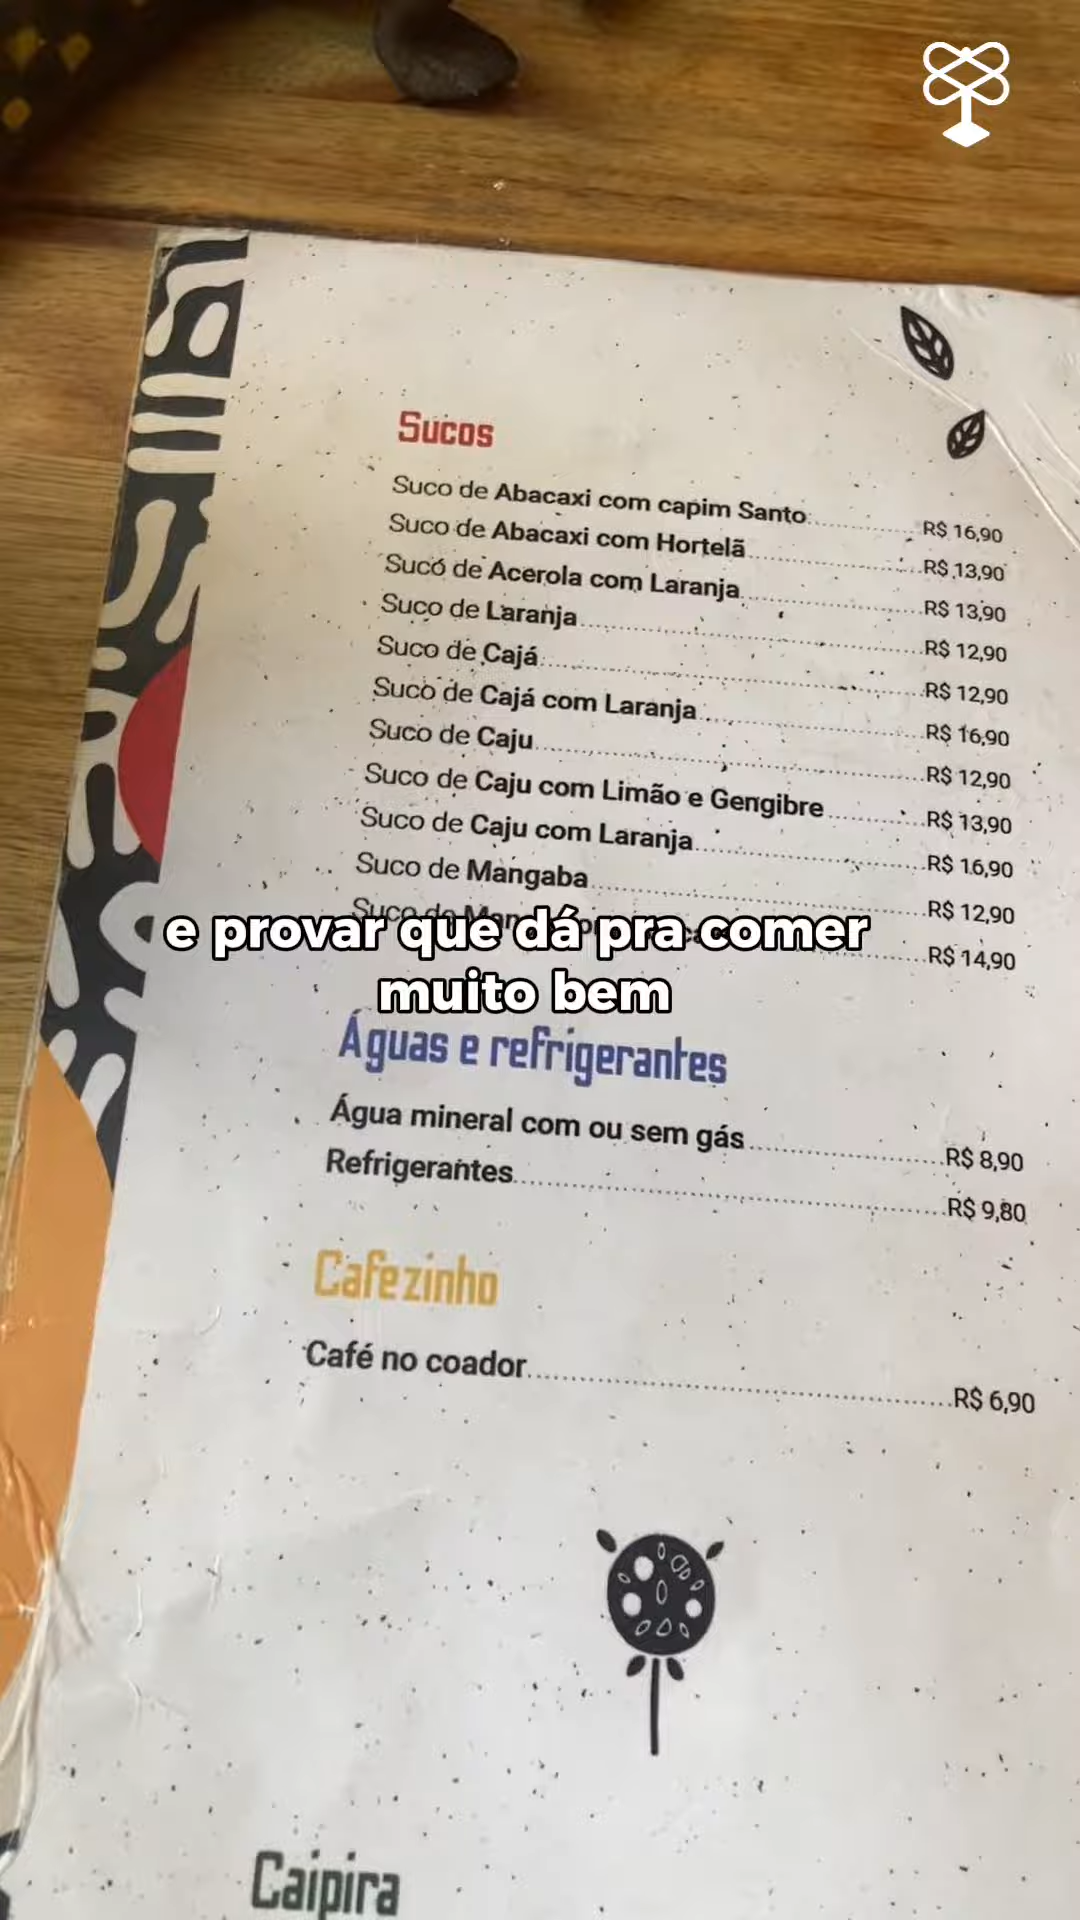 Sucos
Suco de Abacaxi com capim Santo R$ 16,90
Suco de Abacaxi com Hortelã R$ 13,90
Suco de Acerola com Laranja R$ 13,90
Suco de Laranja R$ 12,90
Suco de Cajá R$ 12,90
Suco de Cajá com Laranja R$ 16,90
Suco de Caju R$ 12,90
Suco de Caju com Limão e Gengibre R$ 13,90
Suco de Caju com Laranja R$ 16,90
Suco de Mangaba R$ 12,90
Suco de R$ 14,90
e provar que dá pra comer
muito bem
Águas e refrigerantes
Água mineral com ou sem gás R$ 8,90
Refrigerantes R$ 9,80
Cafezinho
Café no coador R$ 6,90
Caipira